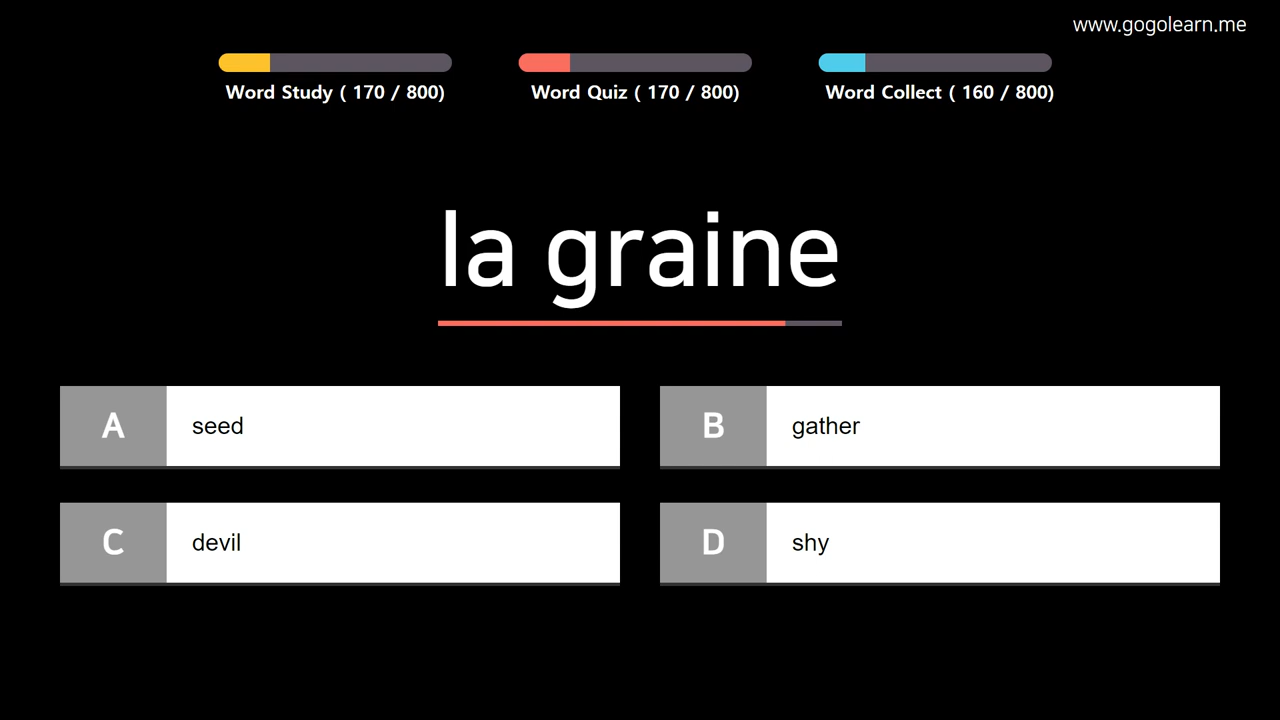 www.gogolearn.me
Word Study ( 170 / 800)
Word Quiz ( 170 / 800)
Word Collect ( 160 / 800)
la graine
A seed
B gather
C devil
D shy